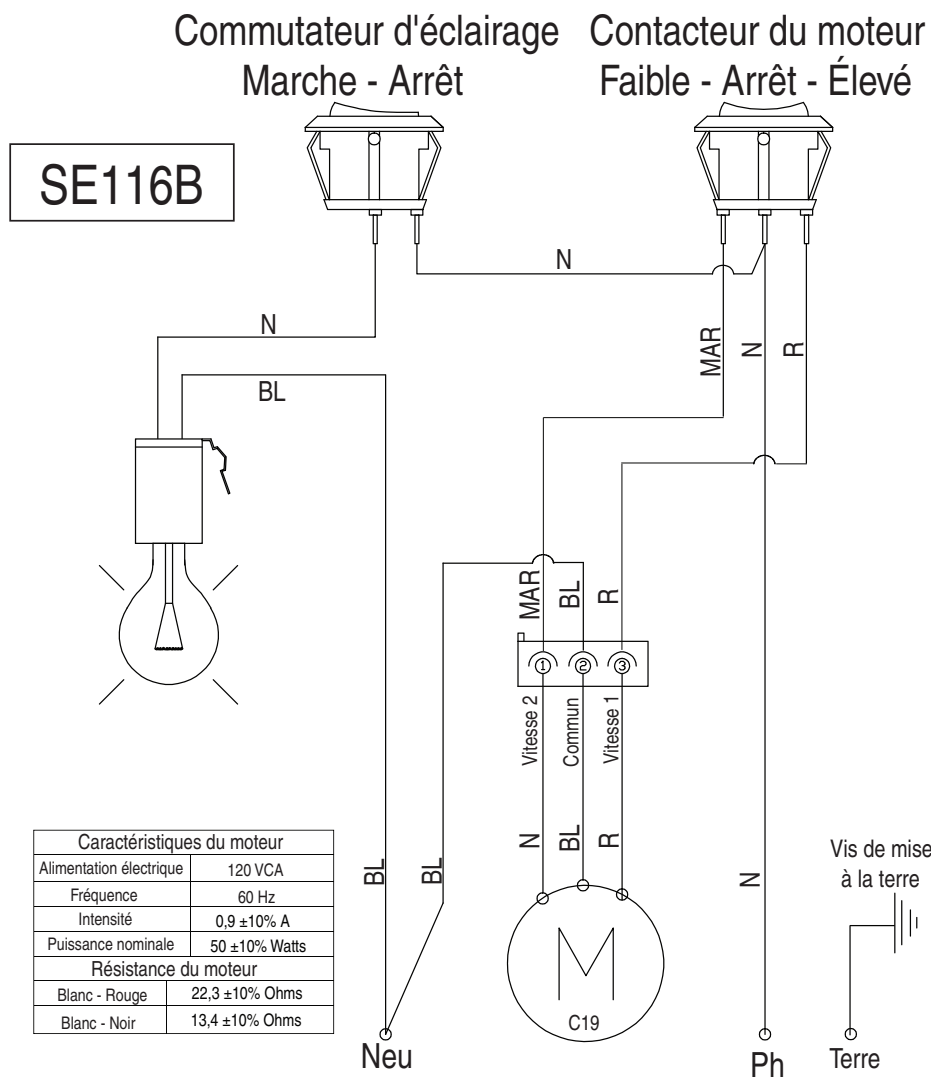 Commutateur d'éclairage
Marche - Arrêt
Contacteur du moteur
Faible - Arrêt - Élevé
SE116B
N
N
MAR
N
R
BL
MAR
BL
R
1
2
3
Vitesse 2
Commun
Vitesse 1
N
BL
R
BL
BL
N
Vis de mise
à la terre
M
C19
Caractéristiques du moteur
Alimentation électrique 120 VCA
Fréquence 60 Hz
Intensité 0,9 ±10% A
Puissance nominale 50 ±10% Watts
Résistance du moteur
Blanc - Rouge 22,3 ±10% Ohms
Blanc - Noir 13,4 ±10% Ohms
Neu
Ph
Terre